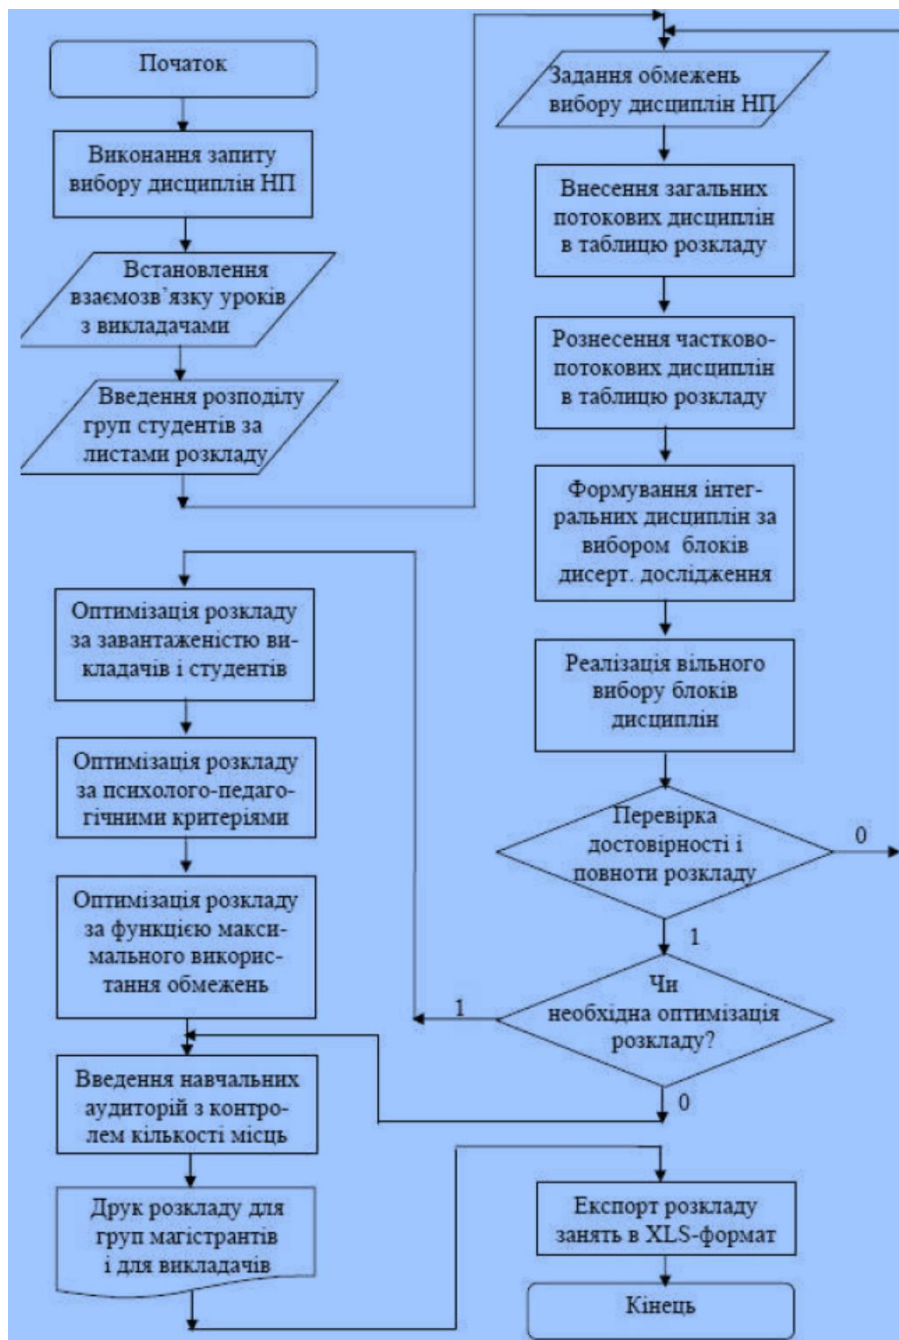 Початок
Виконання запиту
вибору дисциплін НП
Встановлення
взаємозв’язку уроків
з викладачами
Введення розподілу
груп студентів за
листами розкладу
Задання обмежень
вибору дисциплін НП
Внесення загальних
потокових дисциплін
в таблицю розкладу
Рознесення частково-
потокових дисциплін
в таблицю розкладу
Формування інтег-
ральних дисциплін за
вибором блоків
дисерт. дослідження
Реалізація вільного
вибору блоків
дисциплін
Перевірка
достовірності і
повноти розкладу
0
1
Чи
необхідна оптимізація
розкладу?
1
0
Оптимізація розкладу
за завантаженістю ви-
кладачів і студентів
Оптимізація розкладу
за психолого-педаго-
гічними критеріями
Оптимізація розкладу
за функцією макси-
мального викорис-
тання обмежень
Введення навчальних
аудиторій з контро-
лем кількості місць
Друк розкладу для
груп магістрантів
і для викладачів
Експорт розкладу
занять в XLS-формат
Кінець